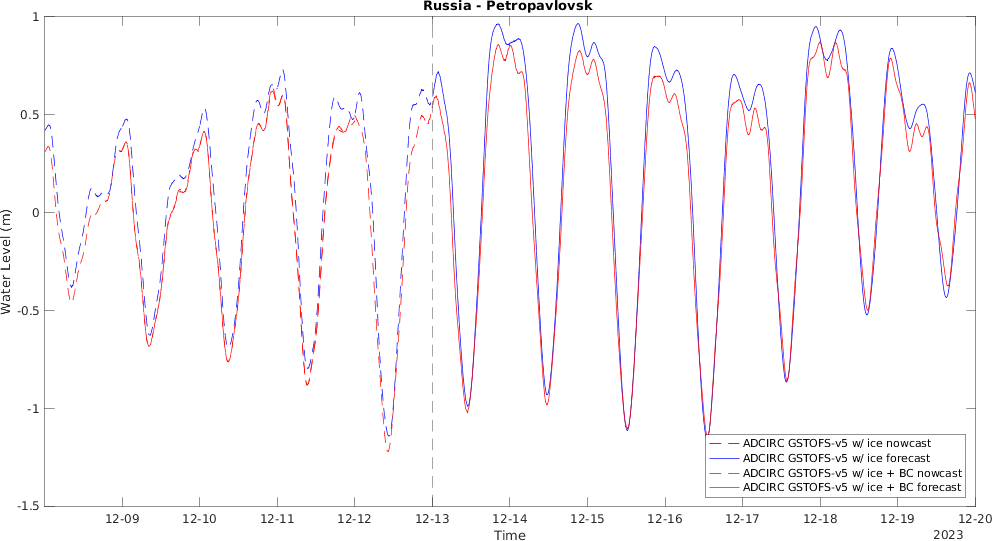 Russia - Petropavlovsk
1
0.5
0
-0.5
-1
-1.5
Water Level (m)
ADCIRC GSTOFS-v5 w/ ice nowcast
ADCIRC GSTOFS-v5 w/ ice forecast
ADCIRC GSTOFS-v5 w/ ice + BC nowcast
ADCIRC GSTOFS-v5 w/ ice + BC forecast
12-09 12-10 12-11 12-12 12-13 12-14 12-15 12-16 12-17 12-18 12-19 12-20
Time
2023